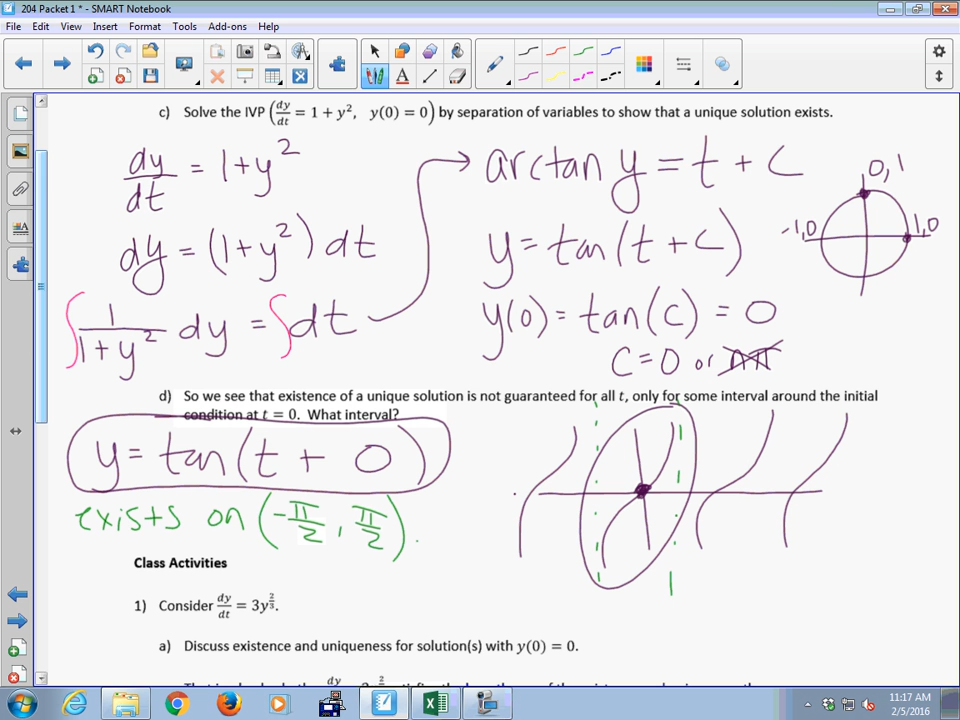 204 Packet 1 * - SMART Notebook
File Edit View Insert Format Tools Add-ons Help
c) Solve the IVP (dy/dt = 1 + y², y(0) = 0) by separation of variables to show that a unique solution exists.
dy/dt = 1+y²
dy = (1+y²) dt
∫ 1/(1+y²) dy = ∫ dt
arctan y = t + C
y = tan(t + C)
y(0) = tan(C) = 0
C = 0 or nπ
0,1
-1,0
1,0
d) So we see that existence of a unique solution is not guaranteed for all t, only for some interval around the initial
condition at t = 0. What interval?
y = tan(t + 0)
exists on (-π/2, π/2).
Class Activities
1) Consider dy/dt = 3y^(2/3).
a) Discuss existence and uniqueness for solution(s) with y(0) = 0.
11:17 AM
2/5/2016